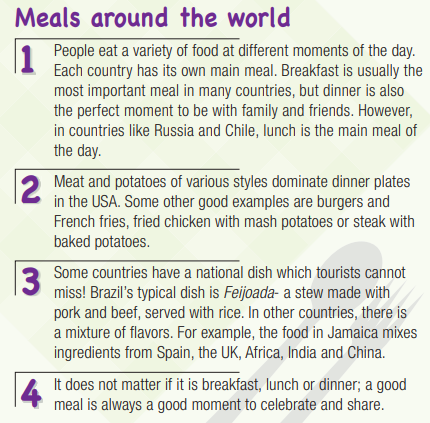 Meals around the world
1 People eat a variety of food at different moments of the day.
Each country has its own main meal. Breakfast is usually the
most important meal in many countries, but dinner is also
the perfect moment to be with family and friends. However,
in countries like Russia and Chile, lunch is the main meal of
the day.
2 Meat and potatoes of various styles dominate dinner plates
in the USA. Some other good examples are burgers and
French fries, fried chicken with mash potatoes or steak with
baked potatoes.
3 Some countries have a national dish which tourists cannot
miss! Brazil's typical dish is Feijoada- a stew made with
pork and beef, served with rice. In other countries, there is
a mixture of flavors. For example, the food in Jamaica mixes
ingredients from Spain, the UK, Africa, India and China.
4 It does not matter if it is breakfast, lunch or dinner; a good
meal is always a good moment to celebrate and share.